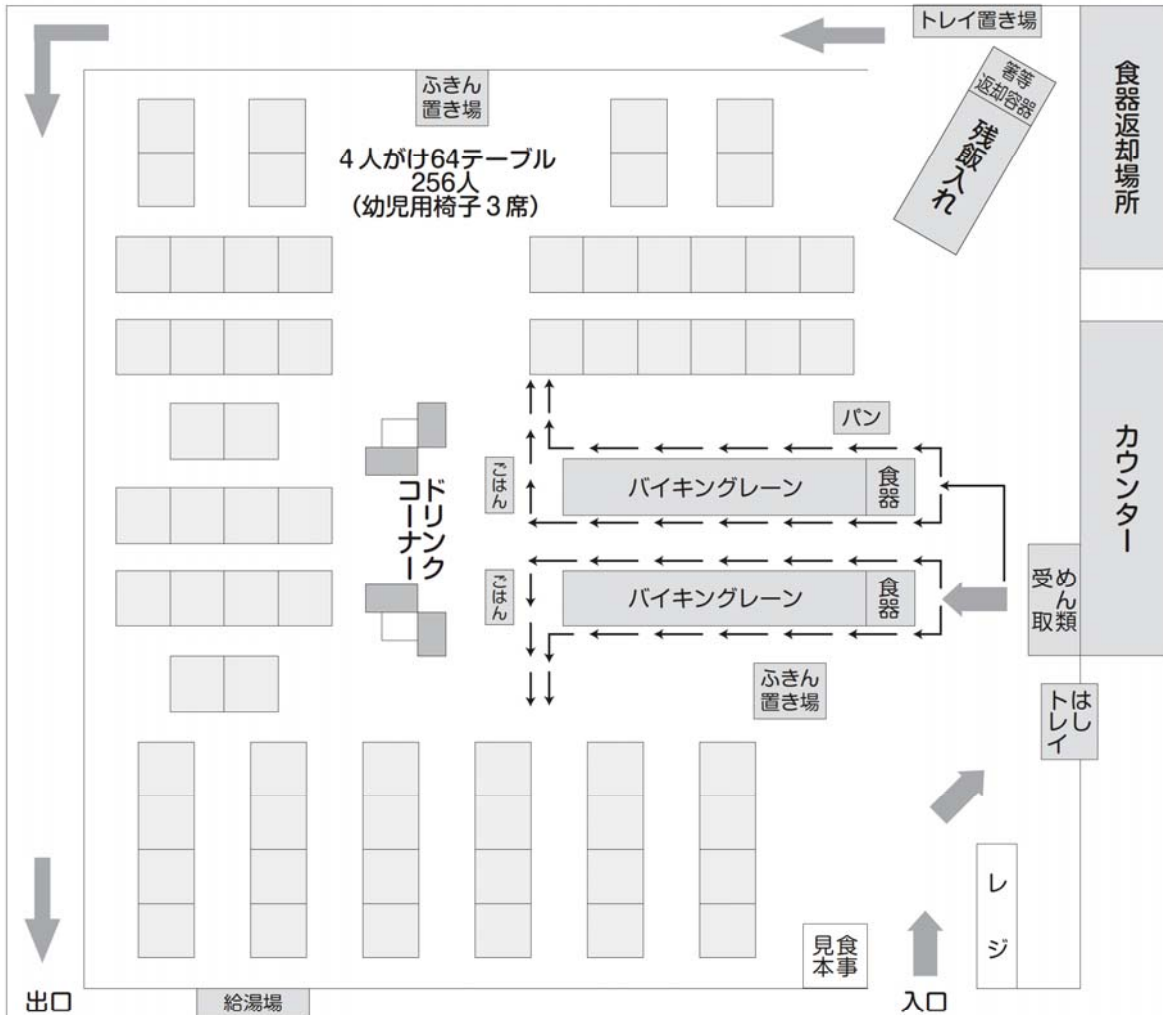 トレイ置き場
食器返却場所
箸等
返却容器
残飯入れ
ふきん
置き場
4人がけ64テーブル
256人
(幼児用椅子3席)
パン
カウンター
ごはん
バイキングレーン
食器
ドリンク
コーナー
ごはん
バイキングレーン
食器
めん類
受取
ふきん
置き場
はし
トレイ
レジ
食事
見本
出口
給湯場
入口